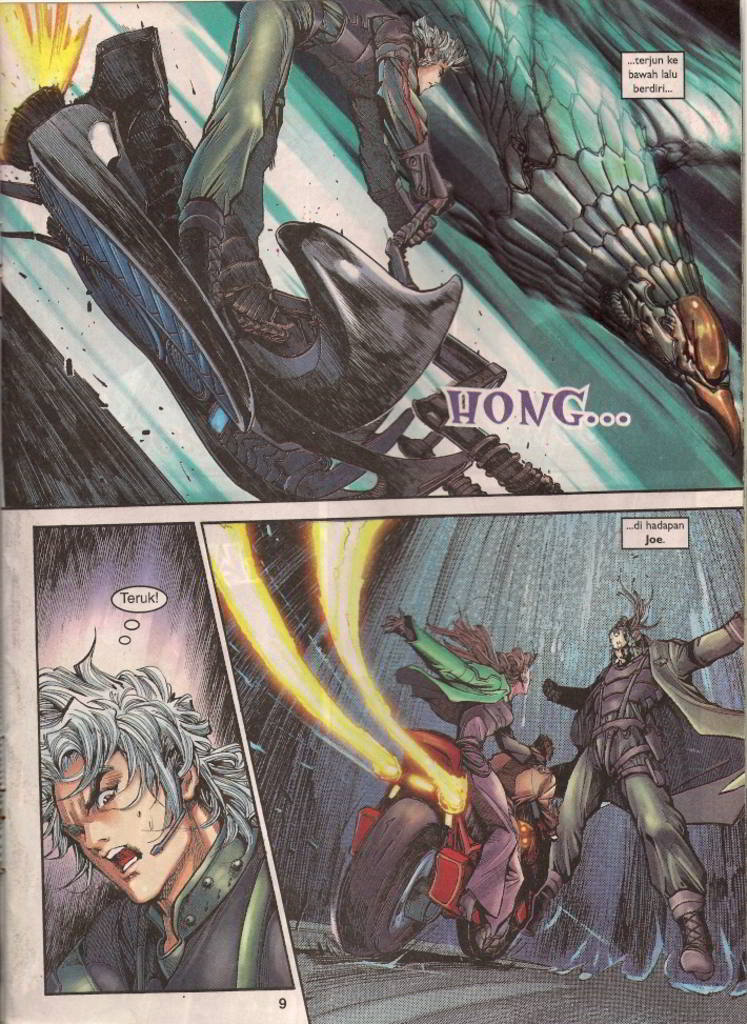 ...terjun ke
bawah lalu
berdiri...
HONG...
Teruk!
...di hadapan
Joe.
9